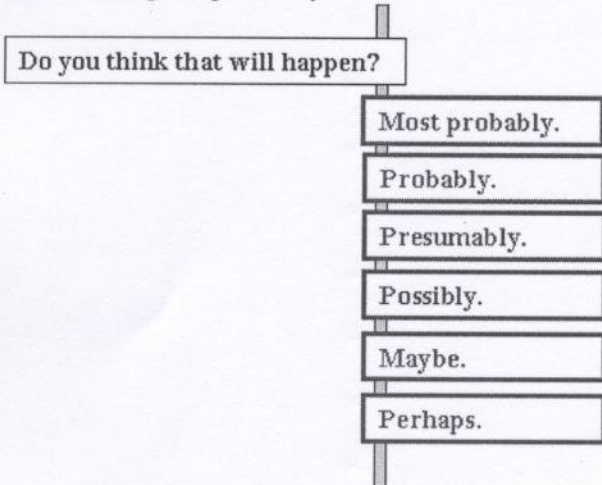 Do you think that will happen?
Most probably.
Probably.
Presumably.
Possibly.
Maybe.
Perhaps.